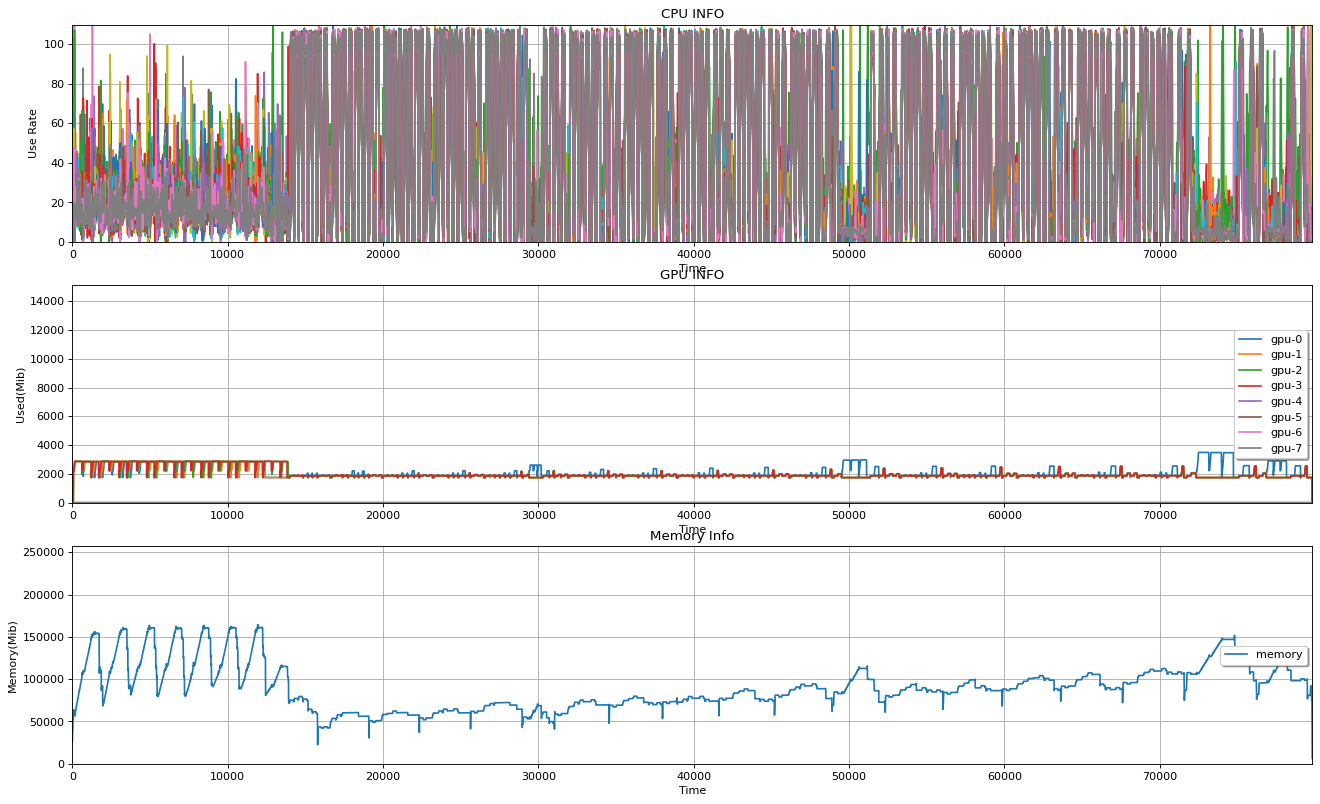 CPU INFO
Use Rate
100
80
60
40
20
0
0 10000 20000 30000 40000 50000 60000 70000
Time
GPU INFO
Used(Mib)
14000
12000
10000
8000
6000
4000
2000
0
gpu-0
gpu-1
gpu-2
gpu-3
gpu-4
gpu-5
gpu-6
gpu-7
0 10000 20000 30000 40000 50000 60000 70000
Time
Memory Info
Memory(Mib)
250000
200000
150000
100000
50000
0
memory
0 10000 20000 30000 40000 50000 60000 70000
Time